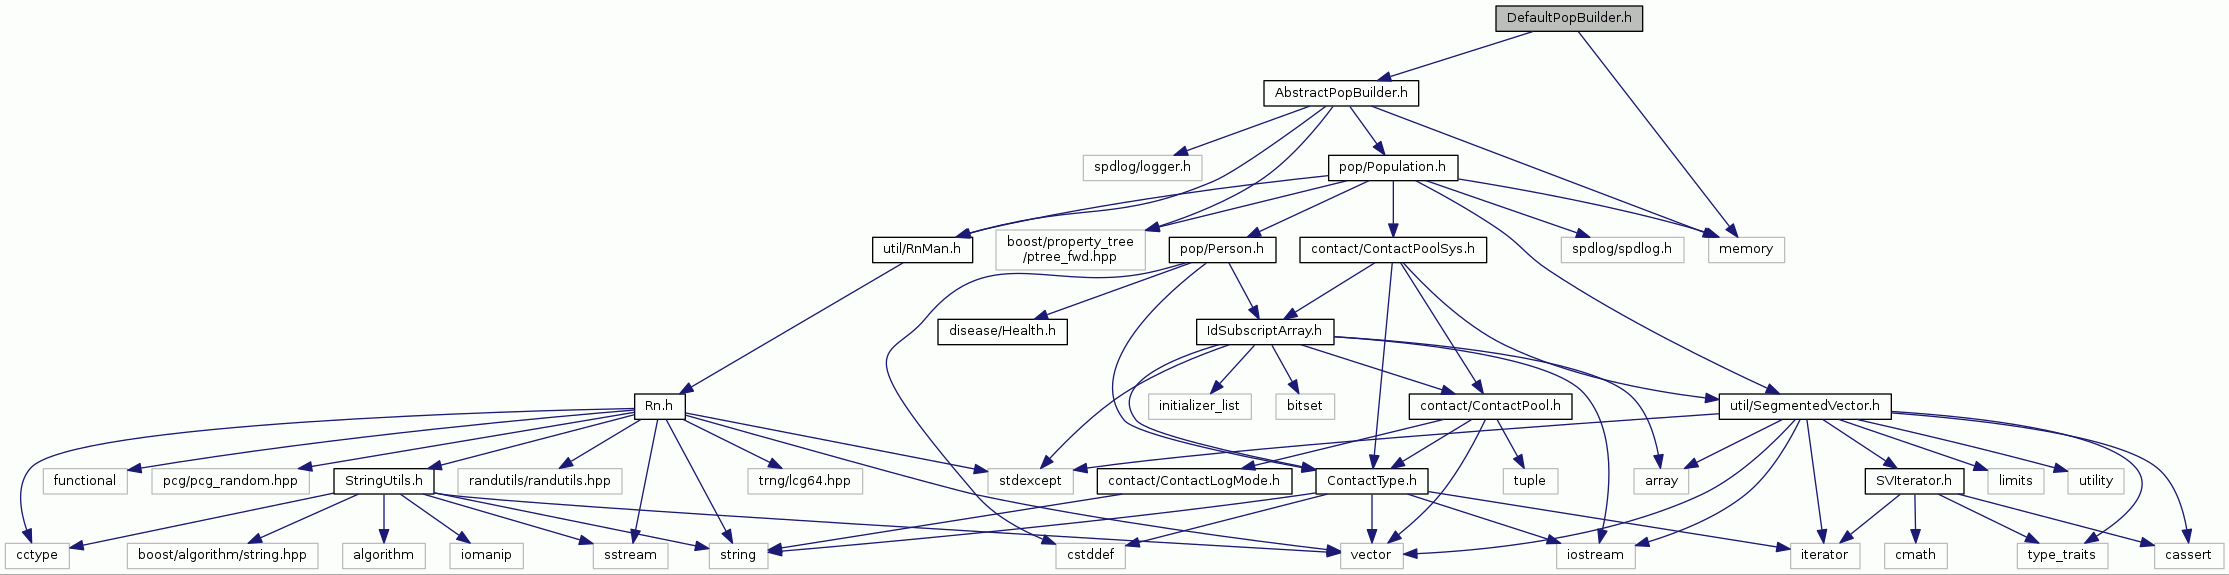 DefaultPopBuilder.h
AbstractPopBuilder.h
spdlog/logger.h
pop/Population.h
util/RnMan.h
boost/property_tree
/ptree_fwd.hpp
pop/Person.h
contact/ContactPoolSys.h
spdlog/spdlog.h
memory
disease/Health.h
IdSubscriptArray.h
Rn.h
initializer_list
bitset
contact/ContactPool.h
util/SegmentedVector.h
functional
pcg/pcg_random.hpp
StringUtils.h
randutils/randutils.hpp
trng/lcg64.hpp
stdexcept
contact/ContactLogMode.h
ContactType.h
tuple
array
SVIterator.h
limits
utility
cctype
boost/algorithm/string.hpp
algorithm
iomanip
sstream
string
cstddef
vector
iostream
iterator
cmath
type_traits
cassert